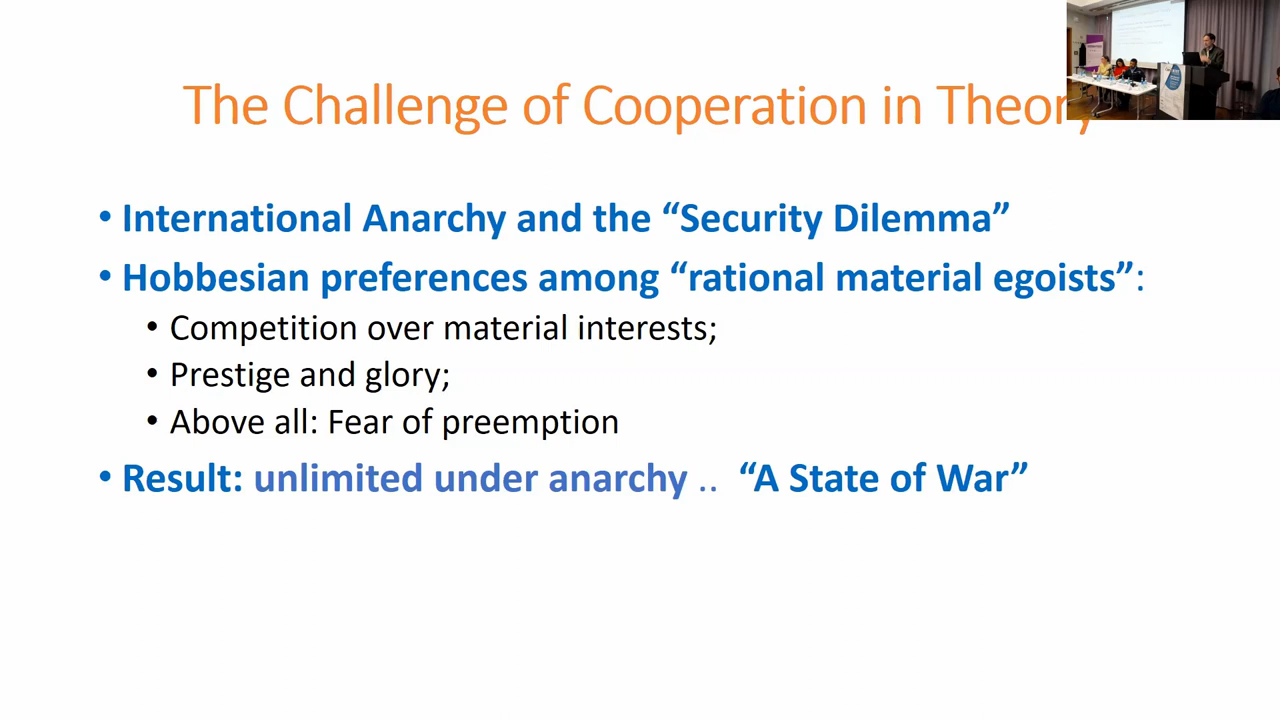 The Challenge of Cooperation in Theory
• International Anarchy and the “Security Dilemma”
• Hobbesian preferences among “rational material egoists”:
• Competition over material interests;
• Prestige and glory;
• Above all: Fear of preemption
• Result: unlimited under anarchy .. “A State of War”